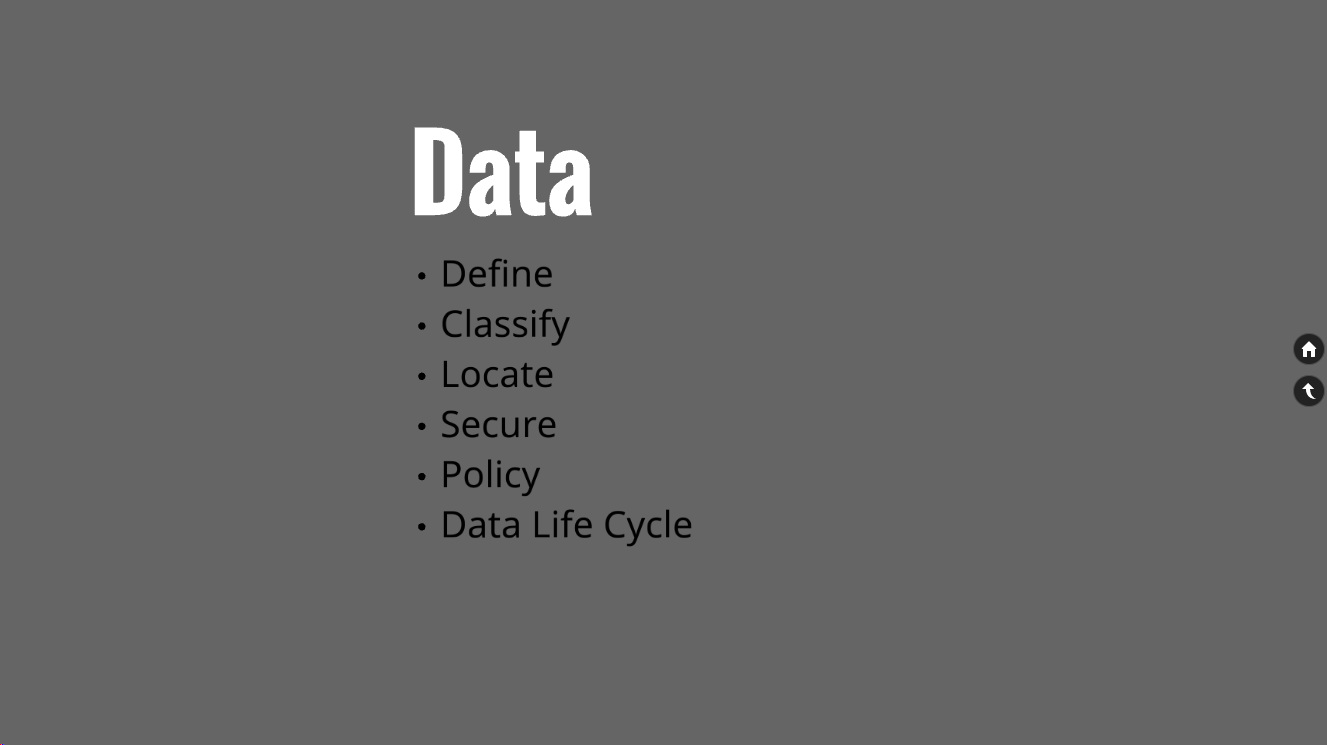 Data
• Define
• Classify
• Locate
• Secure
• Policy
• Data Life Cycle